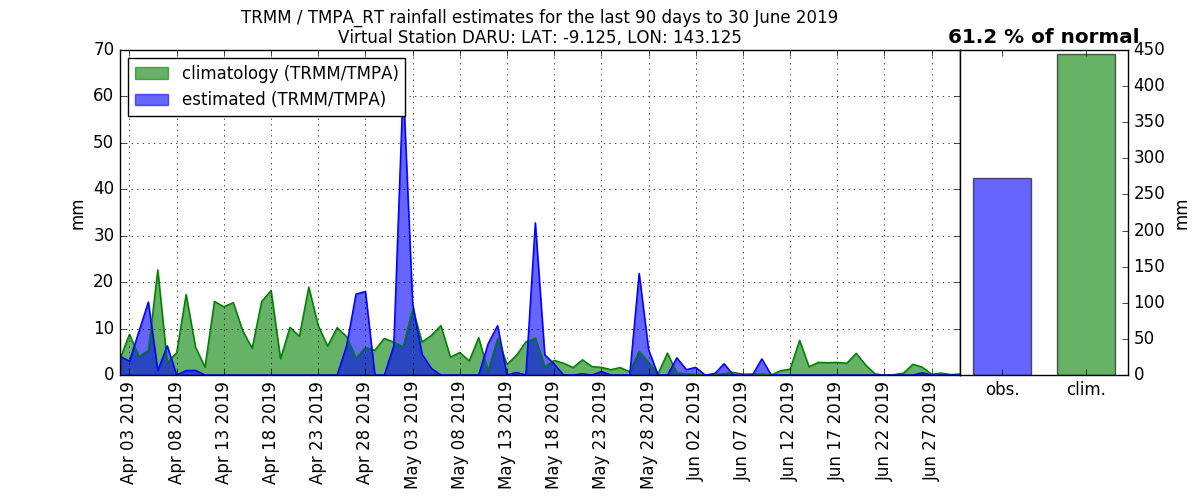 TRMM / TMPA_RT rainfall estimates for the last 90 days to 30 June 2019
Virtual Station DARU: LAT: -9.125, LON: 143.125
61.2 % of normal
climatology (TRMM/TMPA)
estimated (TRMM/TMPA)
mm
70
60
50
40
30
20
10
0
Apr 03 2019
Apr 08 2019
Apr 13 2019
Apr 18 2019
Apr 23 2019
Apr 28 2019
May 03 2019
May 08 2019
May 13 2019
May 18 2019
May 23 2019
May 28 2019
Jun 02 2019
Jun 07 2019
Jun 12 2019
Jun 17 2019
Jun 22 2019
Jun 27 2019
obs.
clim.
450
400
350
300
250
200
150
100
50
0
mm